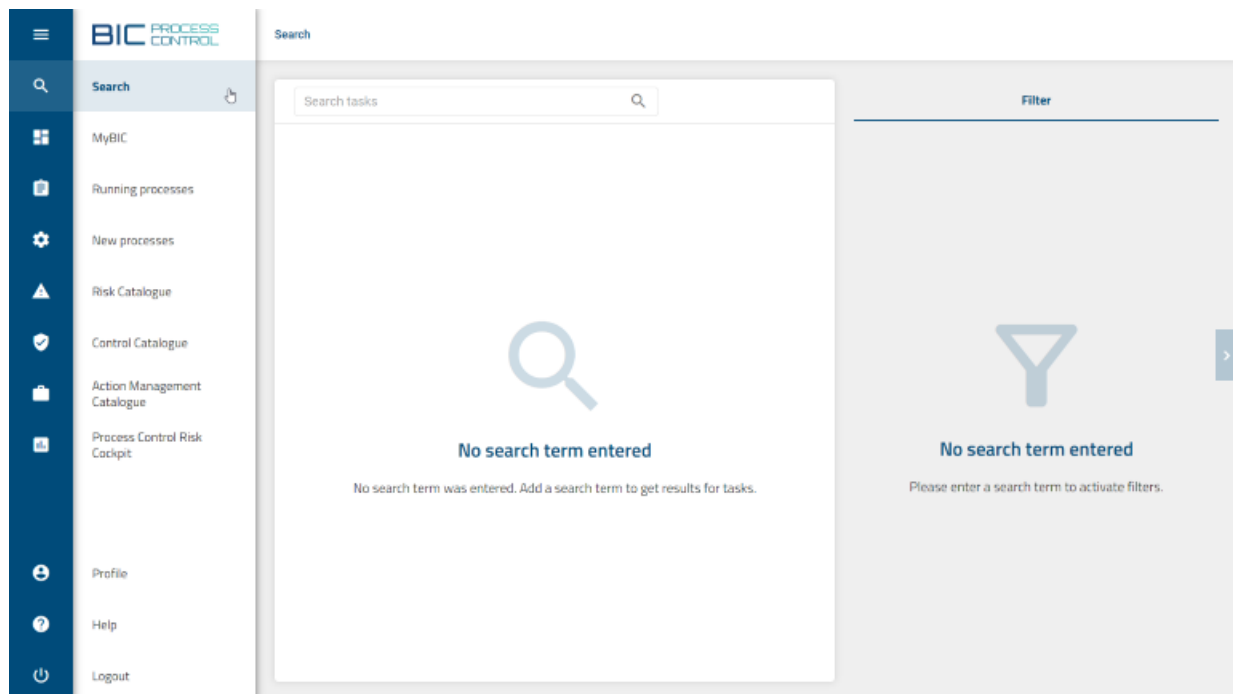 BIC PROCESS CONTROL
Search
Search
MyBIC
Running processes
New processes
Risk Catalogue
Control Catalogue
Action Management
Catalogue
Process Control Risk
Cockpit
Profile
Help
Logout
Search tasks
No search term entered
No search term was entered. Add a search term to get results for tasks.
Filter
No search term entered
Please enter a search term to activate filters.